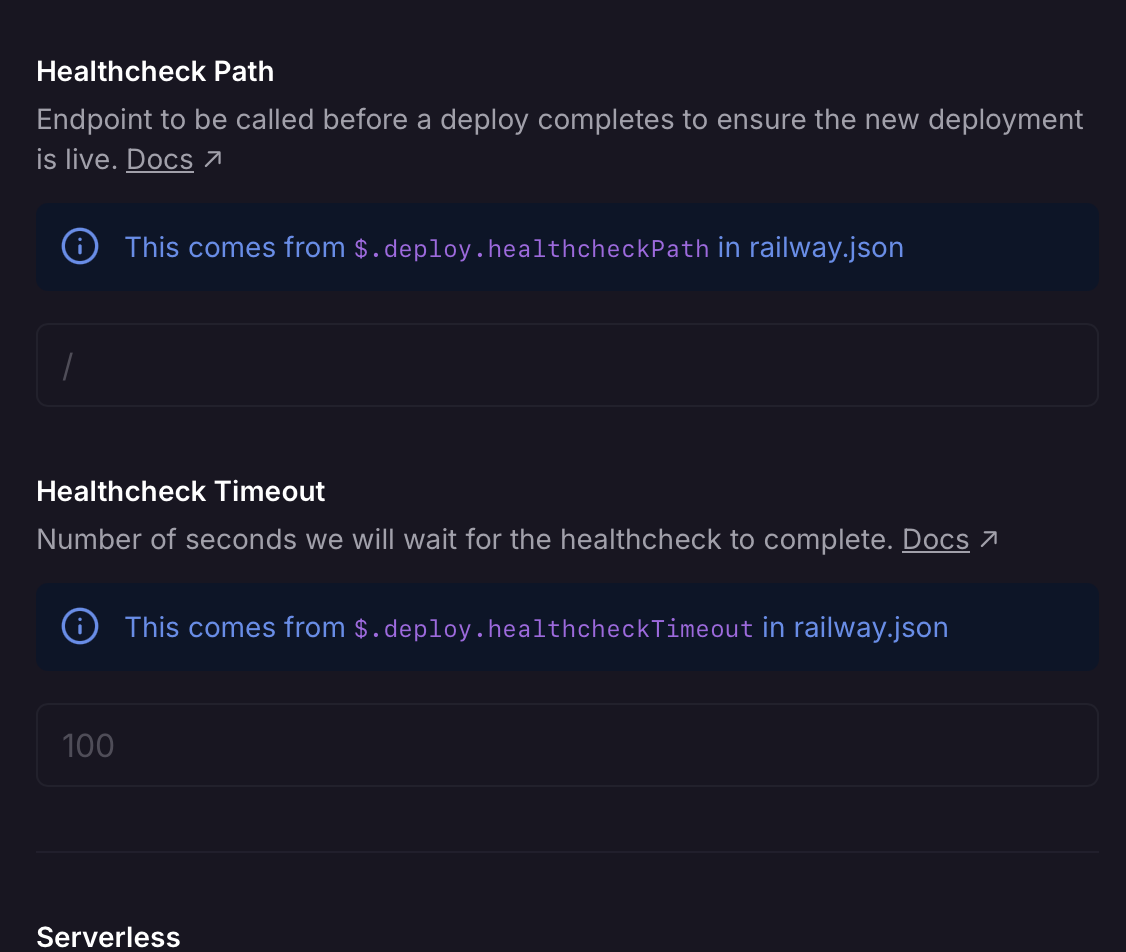 Healthcheck Path
Endpoint to be called before a deploy completes to ensure the new deployment
is live. Docs ↗
This comes from $.deploy.healthcheckPath in railway.json
/
Healthcheck Timeout
Number of seconds we will wait for the healthcheck to complete. Docs ↗
This comes from $.deploy.healthcheckTimeout in railway.json
100
Serverless